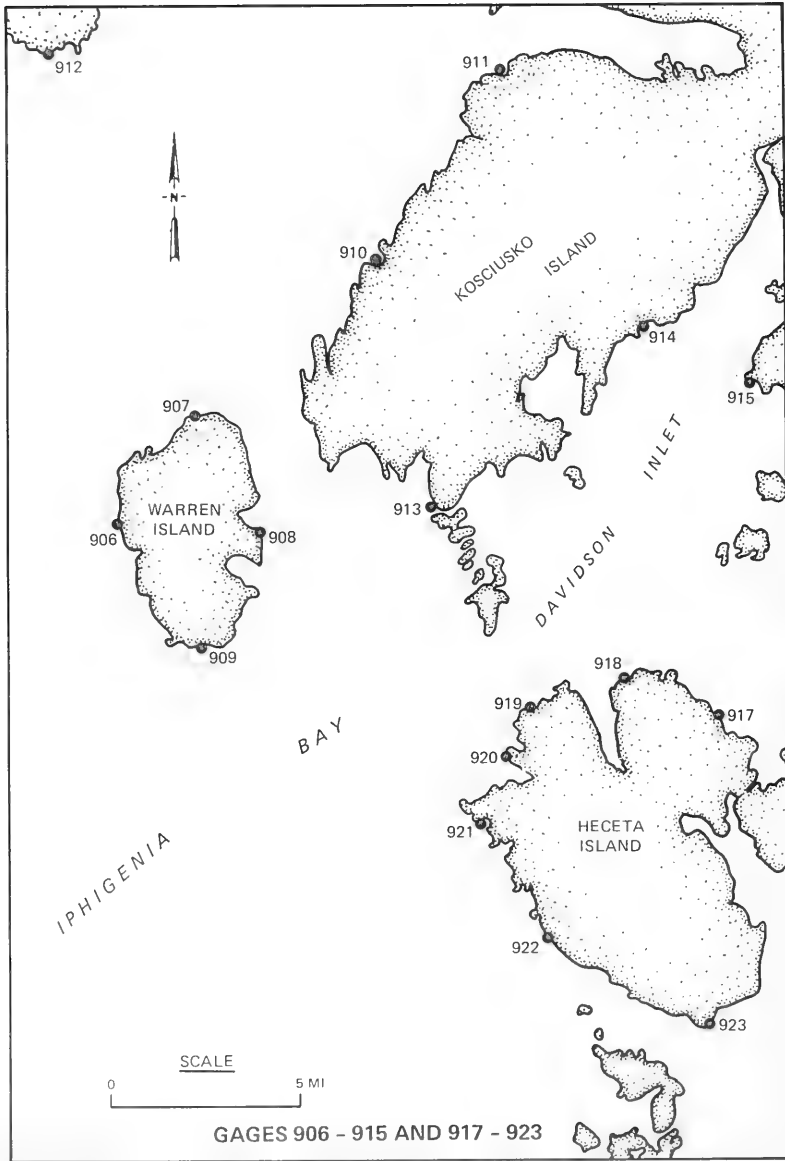 912
911
-N-
910
KOSCIUSKO
ISLAND
914
915
907
INLET
WARREN
ISLAND
906
908
913
DAVIDSON
909
918
919
917
BAY
920
921
HECETA
ISLAND
IPHIGENIA
922
923
SCALE
0 5 MI
GAGES 906 - 915 AND 917 - 923